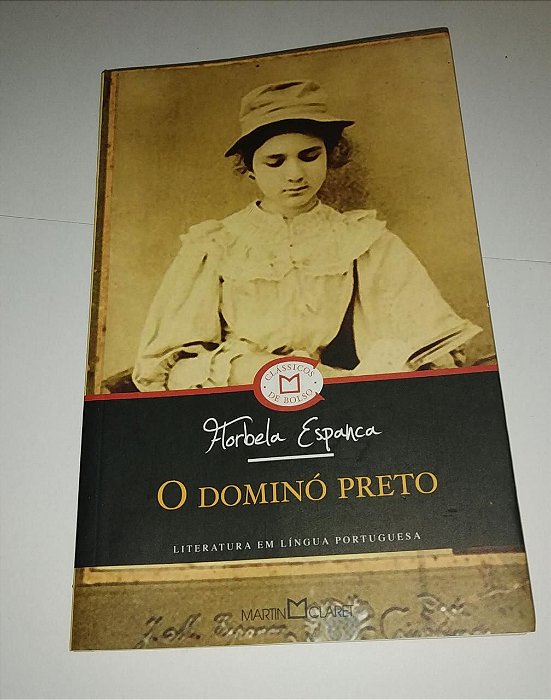 CLÁSSICOS
DE BOLSO
Florbela Espanca
O DOMINÓ PRETO
LITERATURA EM LÍNGUA PORTUGUESA
MARTIN CLARET